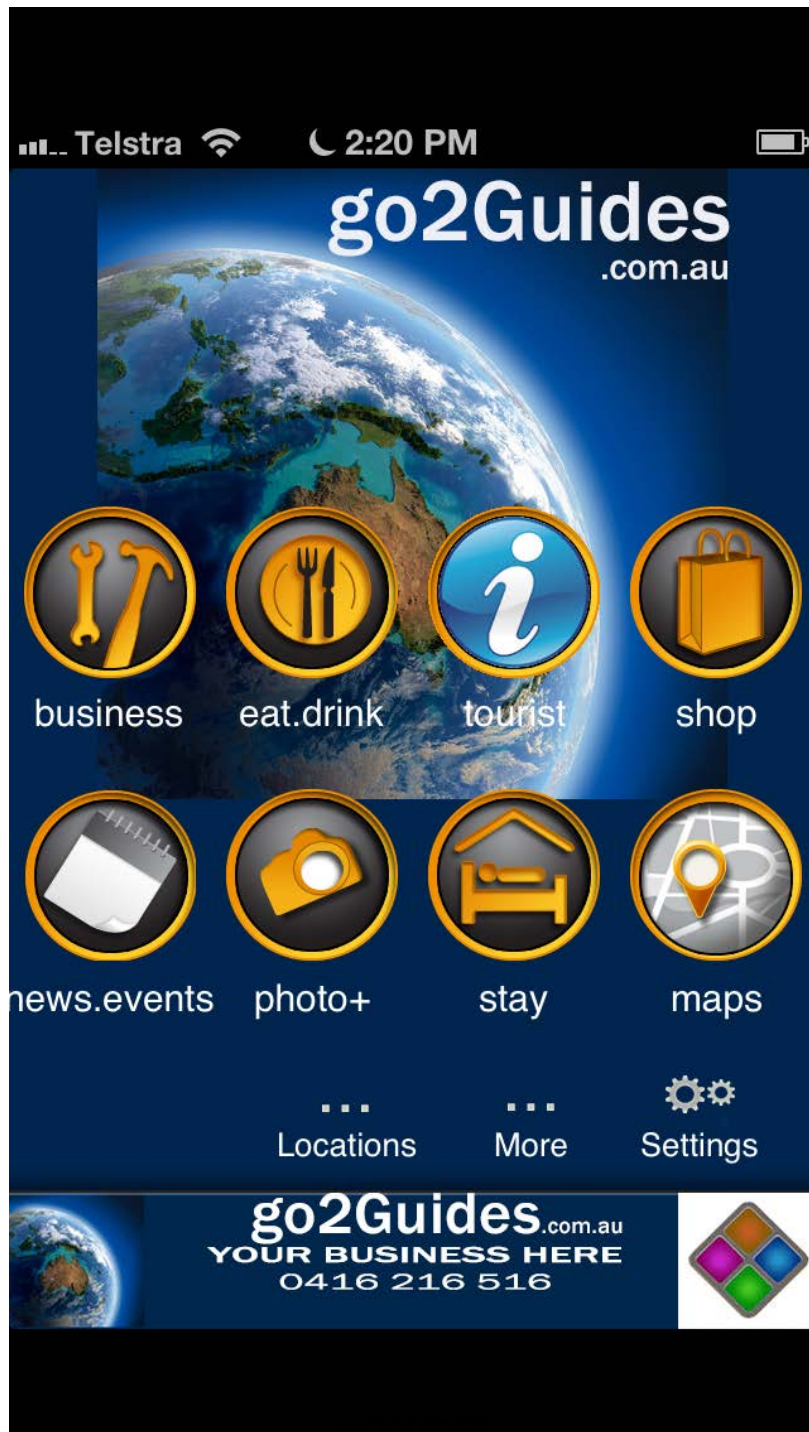 Telstra 2:20 PM
go2Guides
.com.au
business eat.drink tourist shop
news.events photo+ stay maps
... ...
Locations More Settings
go2Guides.com.au
YOUR BUSINESS HERE
0416 216 516